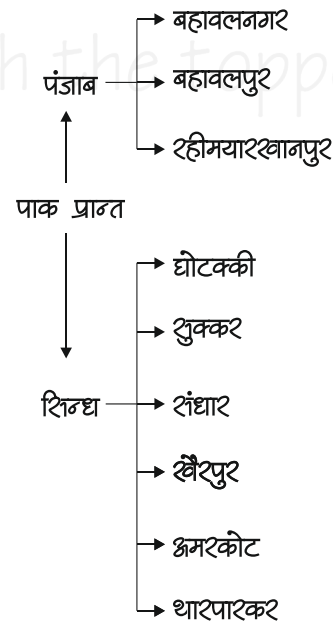 बहावलनगर
पंजाब
बहावलपुर
रहीमयारखानपुर
पाक प्रान्त
घोटक्की
सुक्कर
सिन्ध
संधार
खैरपुर
अमरकोट
थारपारकर